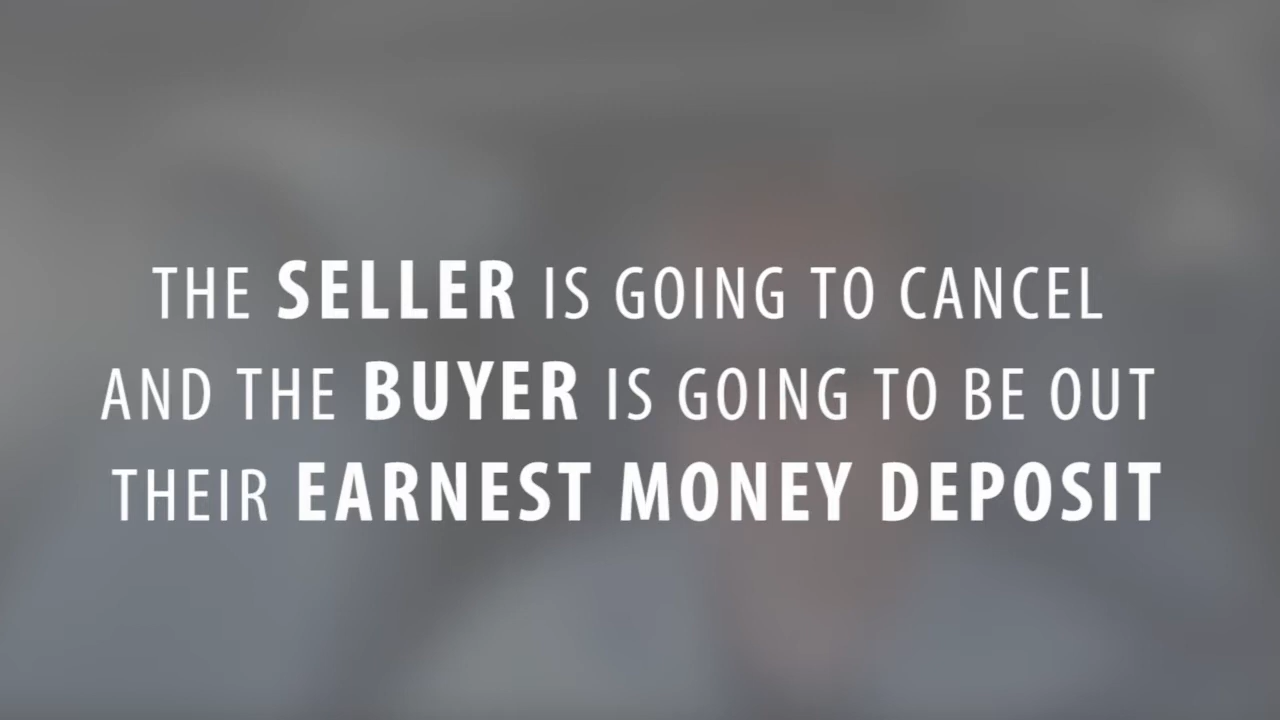 THE SELLER IS GOING TO CANCEL
AND THE BUYER IS GOING TO BE OUT
THEIR EARNEST MONEY DEPOSIT